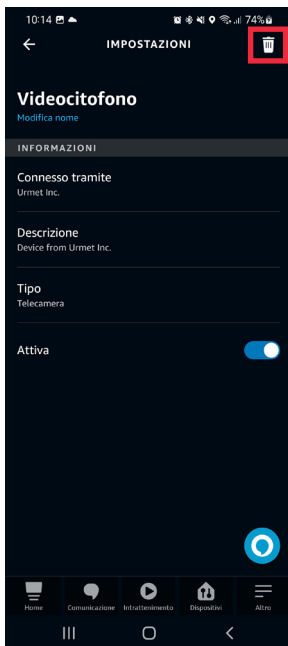 10:14 74%
IMPOSTAZIONI
Videocitofono
Modifica nome
INFORMAZIONI
Connesso tramite
Urmet Inc.
Descrizione
Device from Urmet Inc.
Tipo
Telecamera
Attiva
Home Comunicazione Intrattenimento Dispositivi Altro